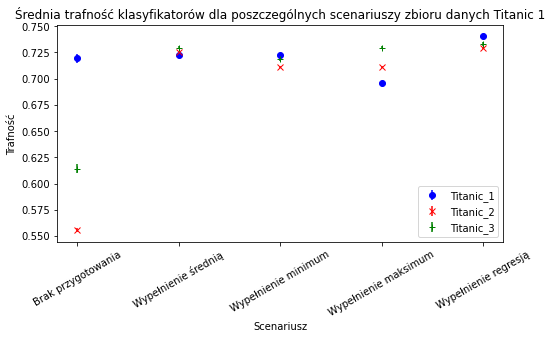 Średnia trafność klasyfikatorów dla poszczególnych scenariuszy zbioru danych Titanic 1
0.750
0.725
0.700
0.675
0.650
0.625
0.600
0.575
0.550
Trafność
Titanic_1
Titanic_2
Titanic_3
Brak przygotowania
Wypełnienie średnią
Wypełnienie minimum
Wypełnienie maksimum
Wypełnienie regresją
Scenariusz